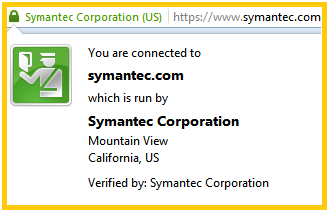 Symantec Corporation (US) https://www.symantec.com
You are connected to
symantec.com
which is run by
Symantec Corporation
Mountain View
California, US
Verified by: Symantec Corporation